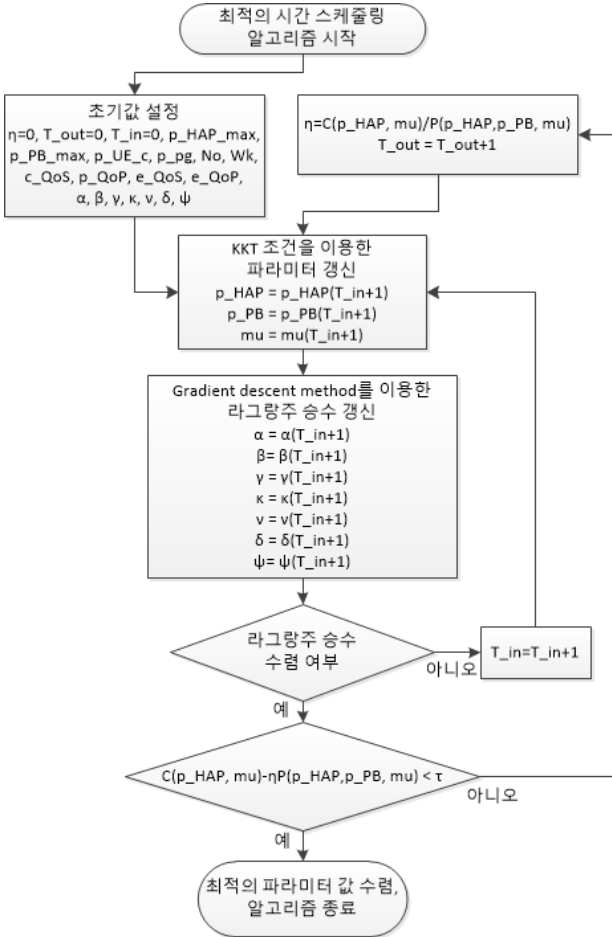 최적의 시간 스케줄링
알고리즘 시작
초기값 설정
η=0, T_out=0, T_in=0, p_HAP_max,
p_PB_max, p_UE_c, p_pg, No, Wk,
c_QoS, p_QoP, e_QoS, e_QoP,
α, β, γ, κ, ν, δ, ψ
η=C(p_HAP, mu)/P(p_HAP,p_PB, mu)
T_out = T_out+1
KKT 조건을 이용한
파라미터 갱신
p_HAP = p_HAP(T_in+1)
p_PB = p_PB(T_in+1)
mu = mu(T_in+1)
Gradient descent method를 이용한
라그랑주 승수 갱신
α = α(T_in+1)
β= β(T_in+1)
γ = γ(T_in+1)
κ = κ(T_in+1)
ν = ν(T_in+1)
δ = δ(T_in+1)
ψ= ψ(T_in+1)
라그랑주 승수
수렴 여부
아니오
T_in=T_in+1
예
C(p_HAP, mu)-ηP(p_HAP,p_PB, mu) < τ
아니오
예
최적의 파라미터 값 수렴,
알고리즘 종료